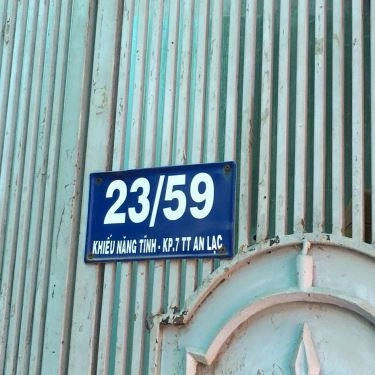 23/59
KHIẾU NĂNG TĨNH - KP.7 TT AN LẠC